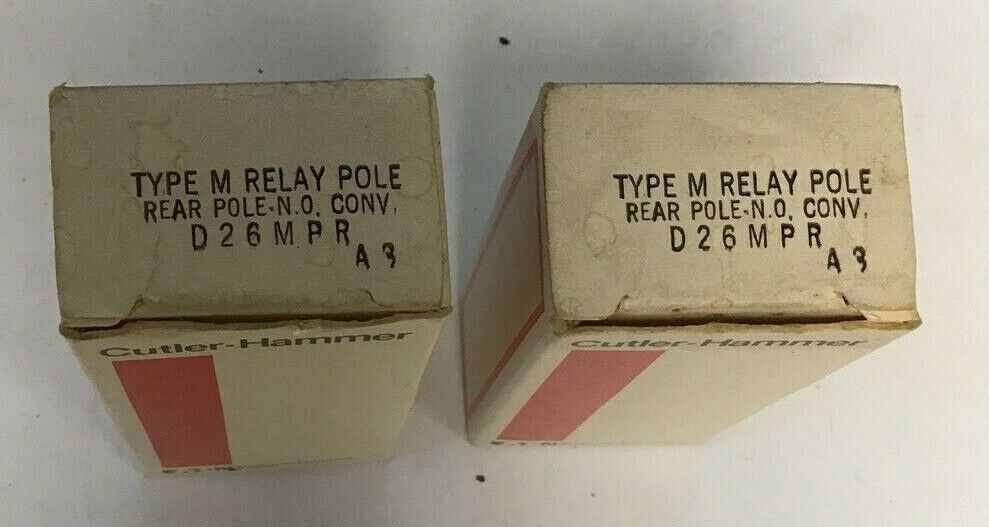 TYPE M RELAY POLE
REAR POLE-N.O. CONV.
D26MPR
A3
Cutler-Hammer
TYPE M RELAY POLE
REAR POLE-N.O. CONV.
D26MPR
A3
Cutler-Hammer